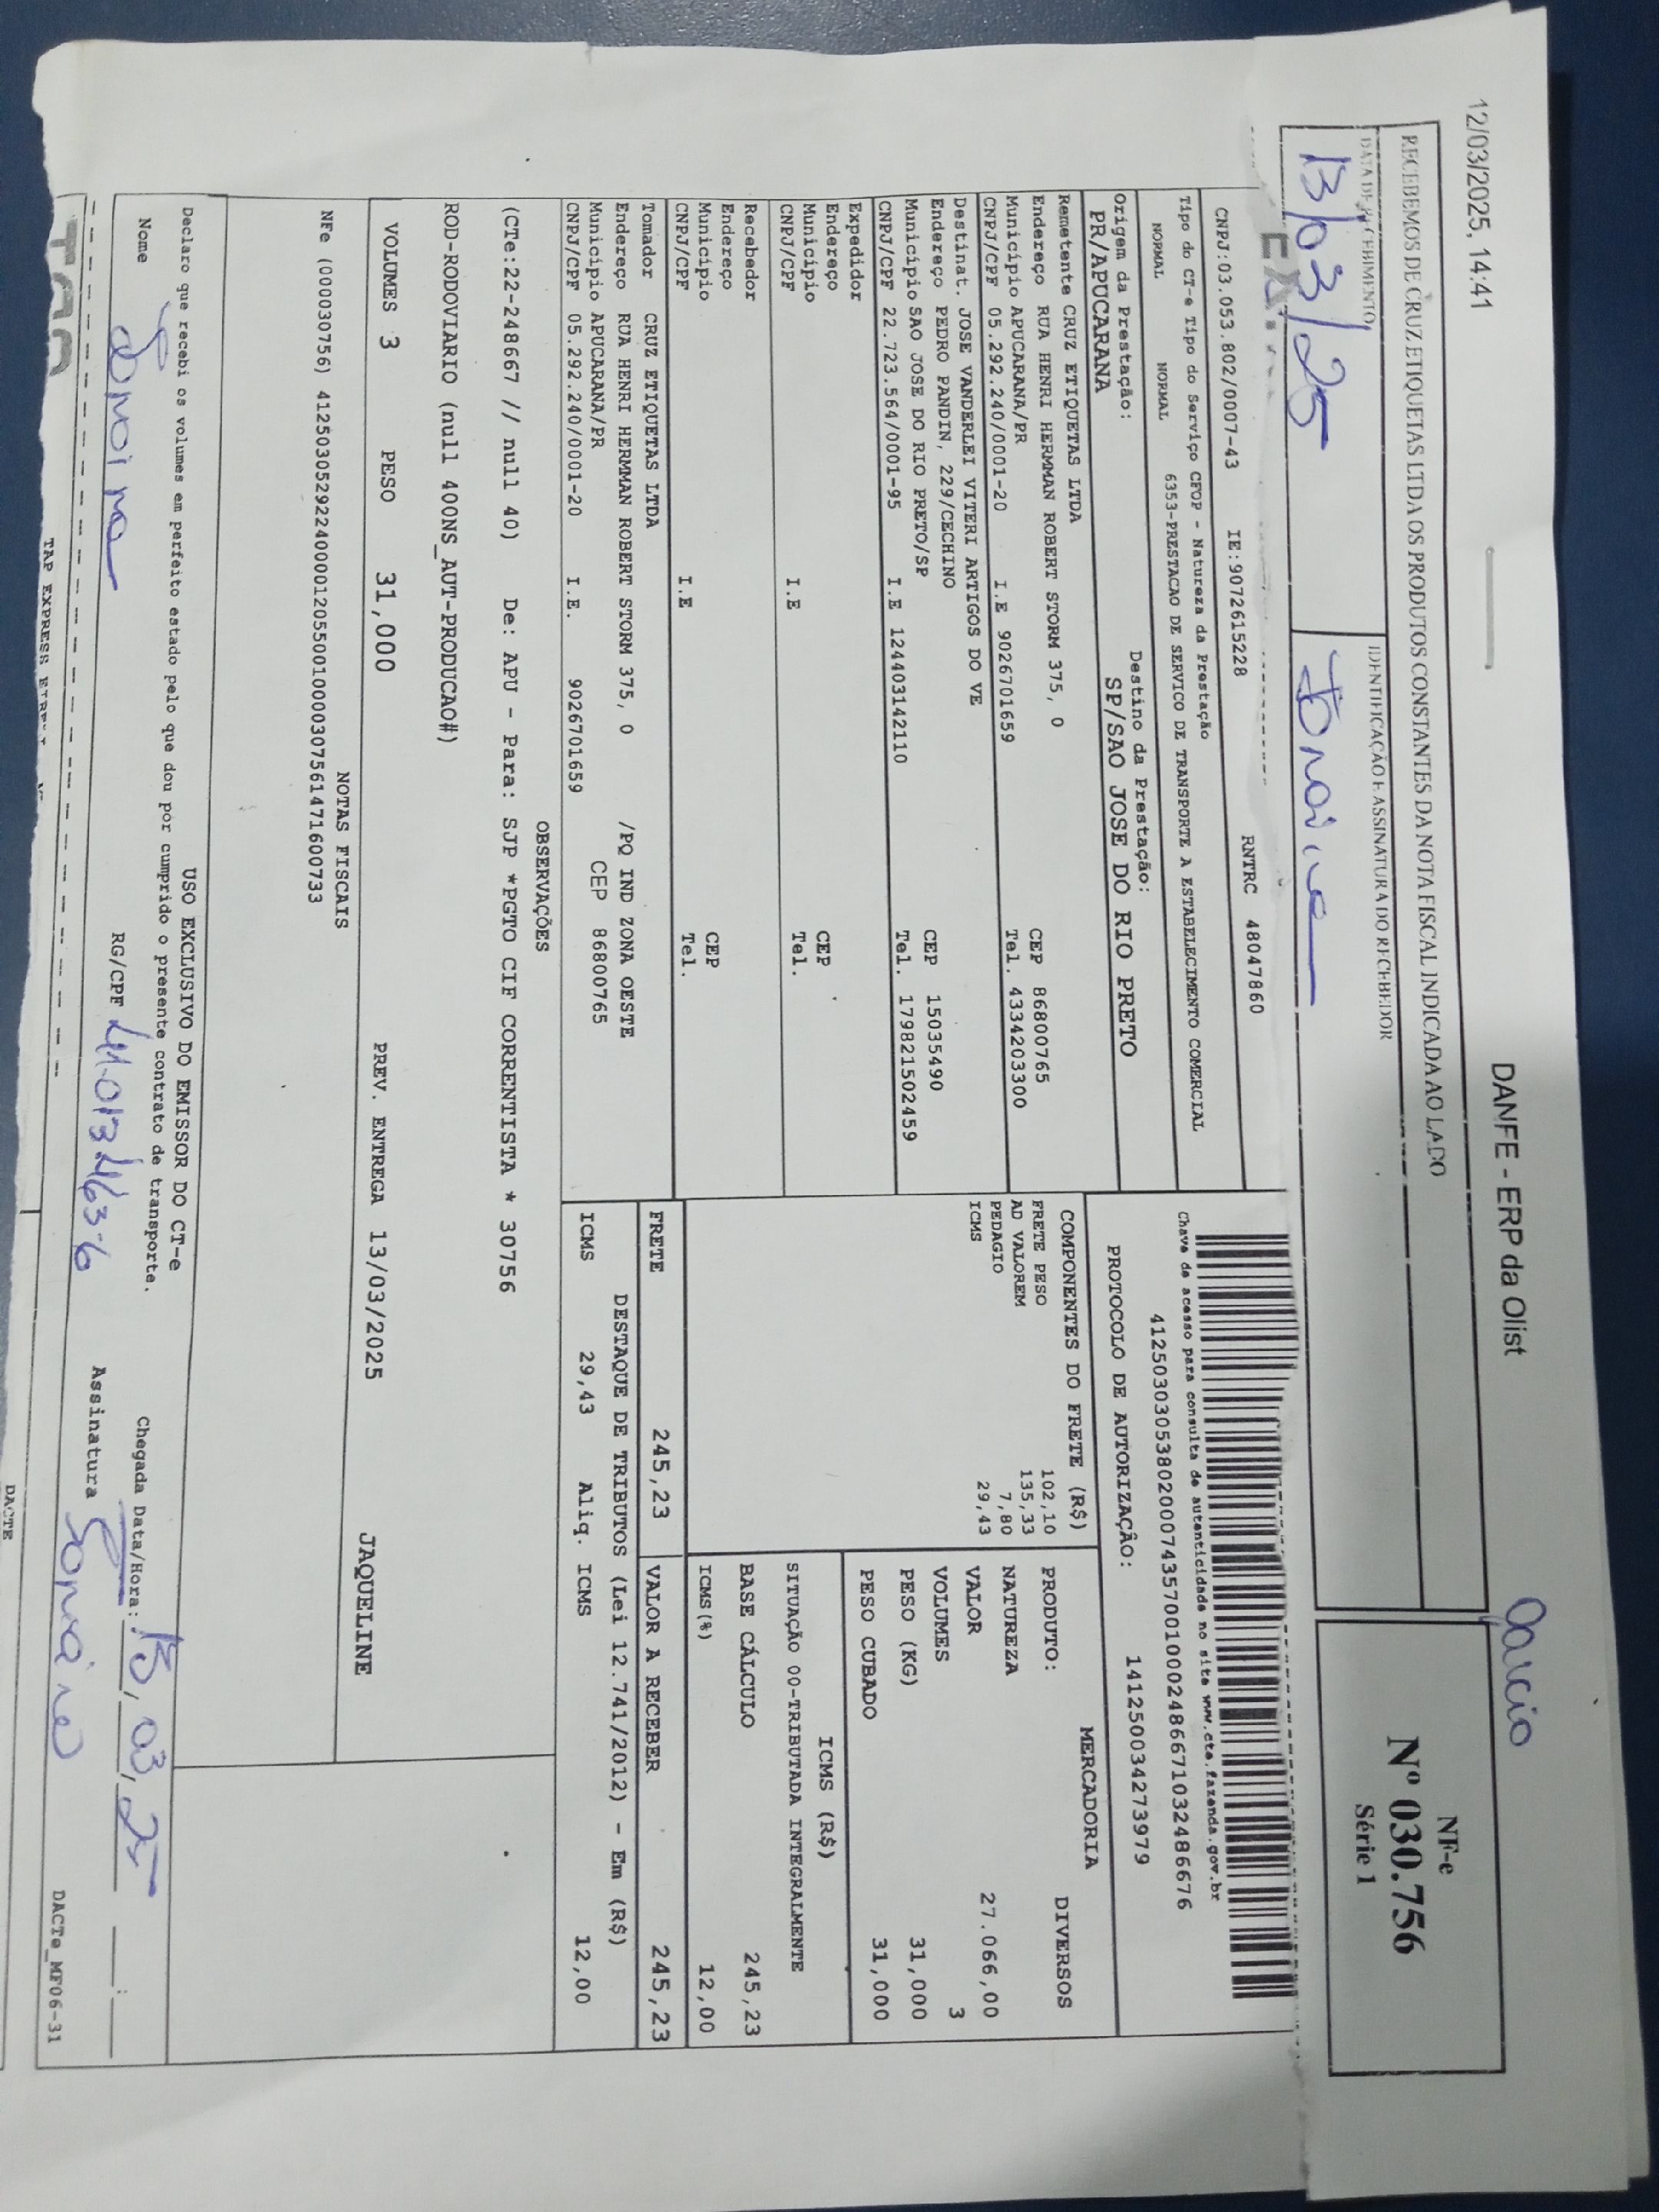 12/03/2025, 14:41
DANFE - ERP da Olist
RECEBEMOS DE CRUZ ETIQUETAS LTDA OS PRODUTOS CONSTANTES DA NOTA FISCAL INDICADA AO LADO
DATA DE RECEBIMENTO
IDENTIFICAÇÃO E ASSINATURA DO RECEBEDOR
13/03/25
NF-e
Nº 030.756
Série 1
CNPJ:03.053.802/0007-43 IE:9072615228 RNTRC 48047860
Tipo do CT-e Tipo do Serviço CFOP - Natureza da Prestação
NORMAL NORMAL 6353-PRESTACAO DE SERVICO DE TRANSPORTE A ESTABELECIMENTO COMERCIAL
Chave de acesso para consulta de autenticidade no site www.cte.fazenda.gov.br
41250303053802000743570010002486671032486676
PROTOCOLO DE AUTORIZAÇÃO: 141250034273979
Origem da Prestação: Destino da Prestação:
PR/APUCARANA SP/SAO JOSE DO RIO PRETO
Remetente CRUZ ETIQUETAS LTDA
Endereço RUA HENRI HERMMAN ROBERT STORM 375, 0 CEP 86800765
Município APUCARANA/PR Tel. 4334203300
CNPJ/CPF 05.292.240/0001-20 I.E 9026701659
Destinat. JOSE VANDERLEI VITERI ARTIGOS DO VE
Endereço PEDRO PANDIN, 229/CECHINO CEP 15035490
Município SAO JOSE DO RIO PRETO/SP Tel. 179821502459
CNPJ/CPF 22.723.564/0001-95 I.E 124403142110
Expedidor
Endereço CEP
Município Tel.
CNPJ/CPF I.E
Recebedor
Endereço CEP
Município Tel.
CNPJ/CPF I.E
Tomador CRUZ ETIQUETAS LTDA
Endereço RUA HENRI HERMMAN ROBERT STORM 375, 0 /PQ IND ZONA OESTE
Município APUCARANA/PR CEP 86800765
CNPJ/CPF 05.292.240/0001-20 I.E. 9026701659
COMPONENTES DO FRETE (R$)
FRETE PESO 102,10
AD VALOREM 135,33
PEDAGIO 7,80
ICMS 29,43
MERCADORIA
PRODUTO: DIVERSOS
NATUREZA
VALOR 27.066,00
VOLUMES 3
PESO (KG) 31,000
PESO CUBADO 31,000
ICMS (R$)
SITUAÇÃO 00-TRIBUTADA INTEGRALMENTE
BASE CÁLCULO 245,23
ICMS(%) 12,00
FRETE 245,23 VALOR A RECEBER 245,23
DESTAQUE DE TRIBUTOS (Lei 12.741/2012) - Em (R$)
ICMS 29,43 Aliq. ICMS 12,00
OBSERVAÇÕES
(CTe:22-248667 // null 40) De: APU - Para: SJP *PGTO CIF CORRENTISTA * 30756
ROD-RODOVIARIO (null 400NS_AUT-PRODUCAO#)
VOLUMES 3 PESO 31,000 PREV. ENTREGA 13/03/2025 JAQUELINE
NOTAS FISCAIS
NFe (000030756) 41250305292240000120550010000307561471600733
USO EXCLUSIVO DO EMISSOR DO CT-e
Declaro que recebi os volumes em perfeito estado pelo que dou por cumprido o presente contrato de transporte.
Chegada Data/Hora: 13/03/25
Nome RG/CPF 41.013.463-6 Assinatura
DACTe_MF06-31
TAP EXPRESS
DACTE